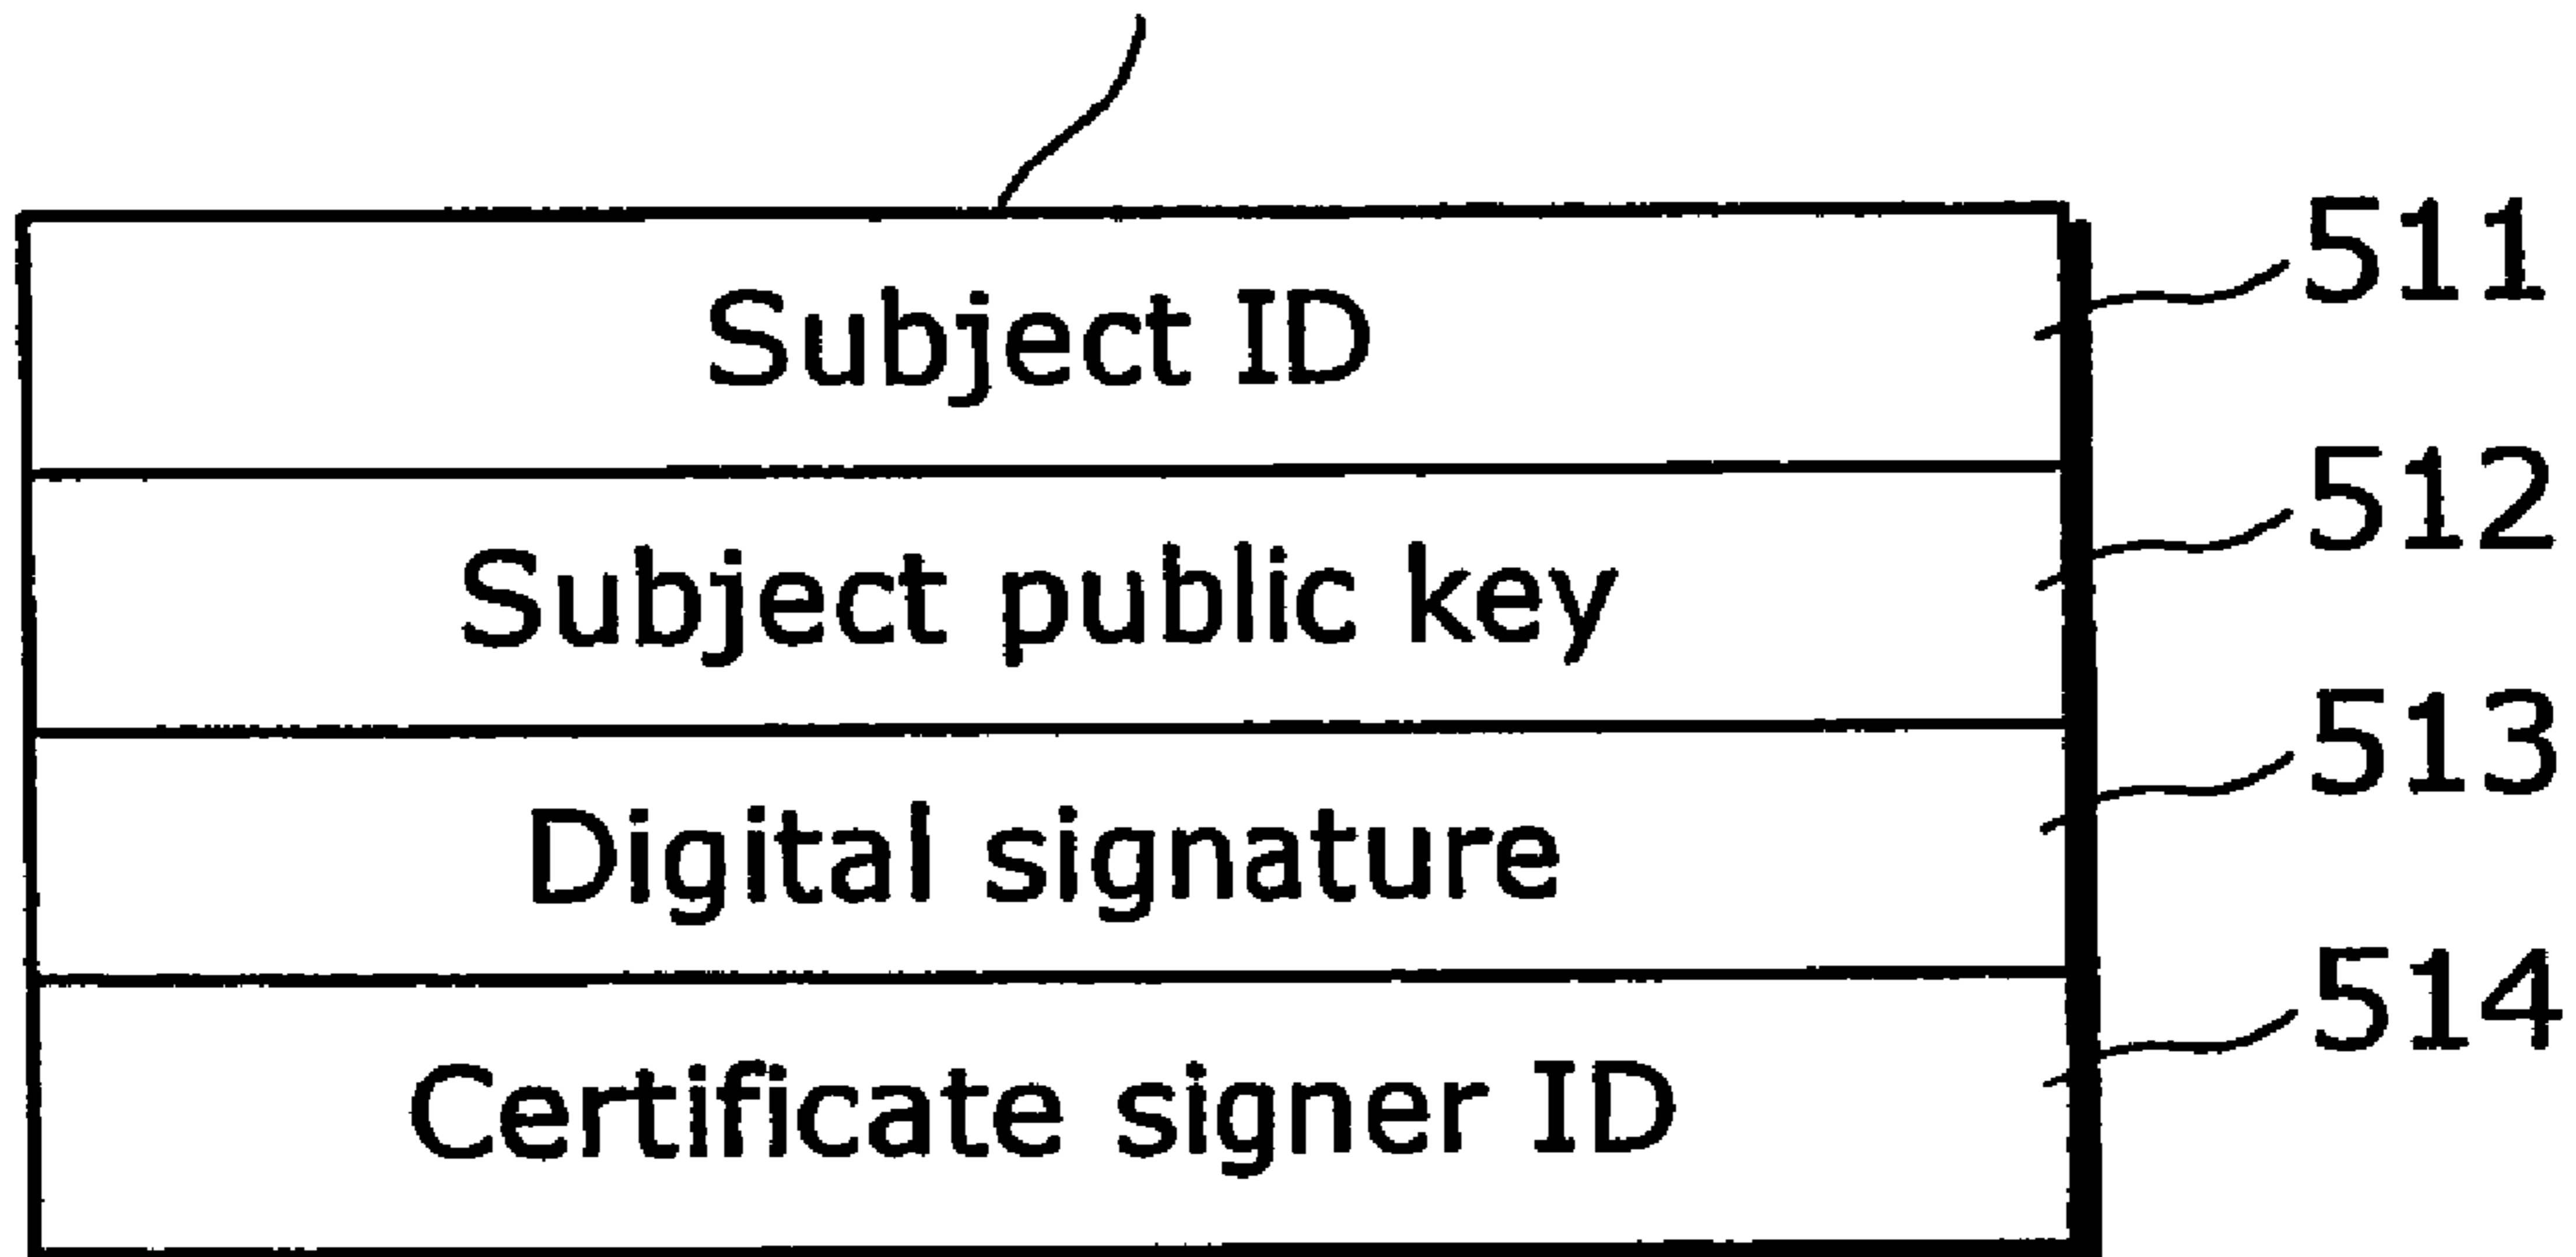 Subject ID 511
Subject public key 512
Digital signature 513
Certificate signer ID 514